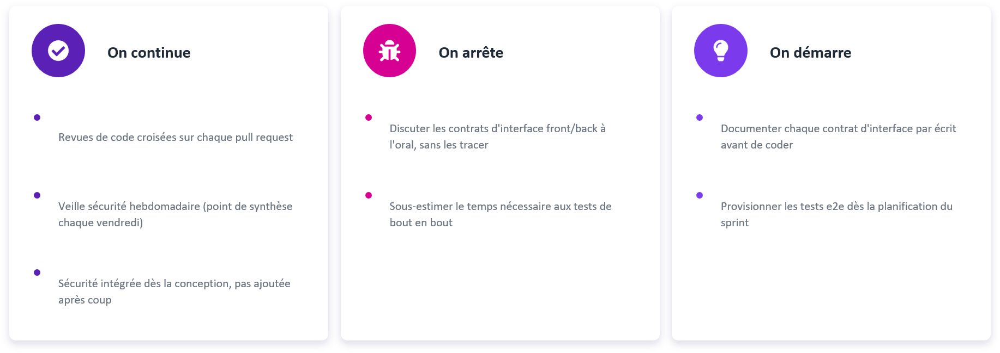 On continue
Revues de code croisées sur chaque pull request
Veille sécurité hebdomadaire (point de synthèse
chaque vendredi)
Sécurité intégrée dès la conception, pas ajoutée
après coup
On arrête
Discuter les contrats d'interface front/back à
l'oral, sans les tracer
Sous-estimer le temps nécessaire aux tests de
bout en bout
On démarre
Documenter chaque contrat d'interface par écrit
avant de coder
Provisionner les tests e2e dès la planification du
sprint